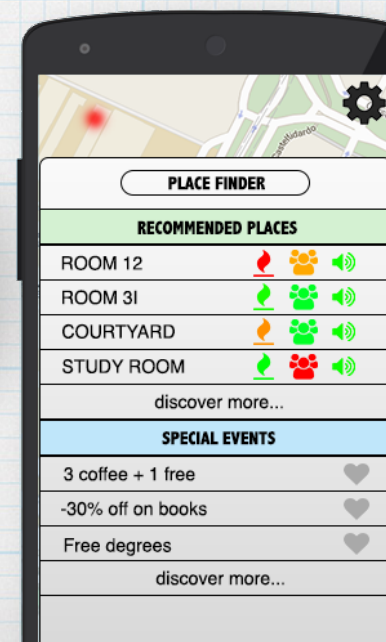 Castelfidardo
PLACE FINDER
RECOMMENDED PLACES
ROOM 12
ROOM 3I
COURTYARD
STUDY ROOM
discover more...
SPECIAL EVENTS
3 coffee + 1 free
-30% off on books
Free degrees
discover more...